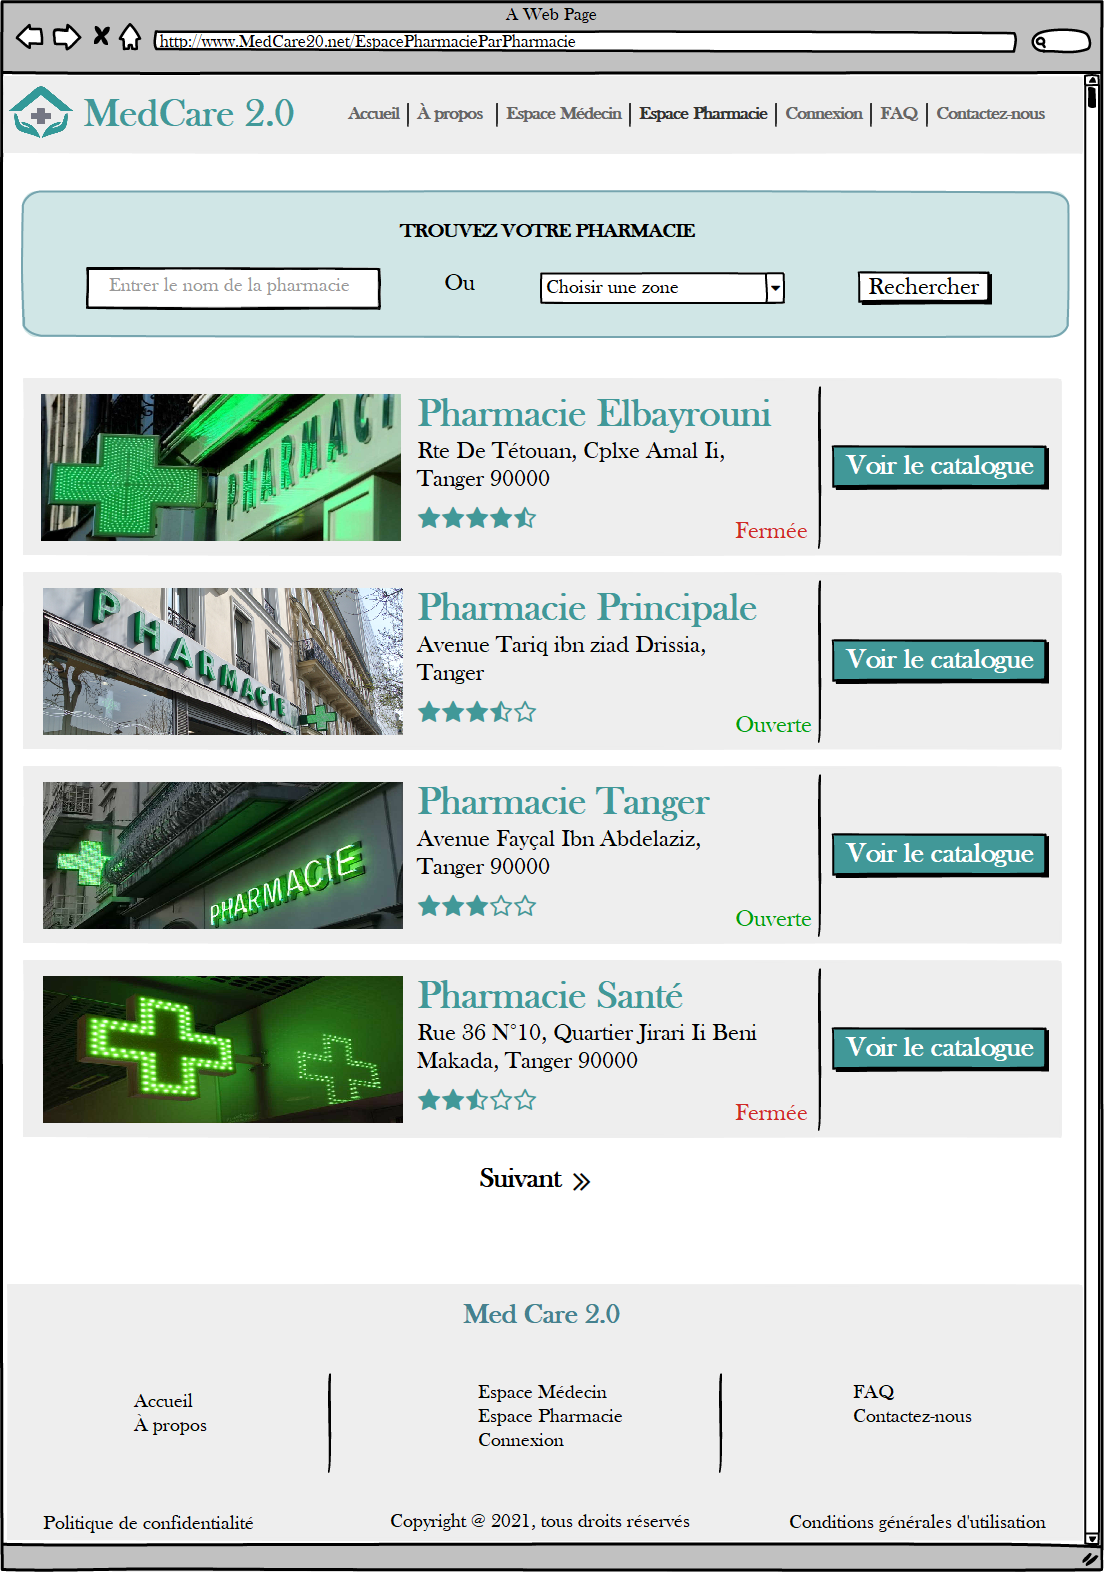 A Web Page
http://www.MedCare20.net/EspacePharmacieParPharmacie
MedCare 2.0
Accueil | À propos | Espace Médecin | Espace Pharmacie | Connexion | FAQ | Contactez-nous
TROUVEZ VOTRE PHARMACIE
Entrer le nom de la pharmacie
Ou
Choisir une zone
Rechercher
PHARMACI
Pharmacie Elbayrouni
Rte De Tétouan, Cplxe Amal Ii,
Tanger 90000
Fermée
Voir le catalogue
PHARMACIE
Pharmacie Principale
Avenue Tariq ibn ziad Drissia,
Tanger
Ouverte
Voir le catalogue
PHARMACIE
Pharmacie Tanger
Avenue Fayçal Ibn Abdelaziz,
Tanger 90000
Ouverte
Voir le catalogue
Pharmacie Santé
Rue 36 N°10, Quartier Jirari Ii Beni
Makada, Tanger 90000
Fermée
Voir le catalogue
Suivant »
Med Care 2.0
Accueil
À propos
Espace Médecin
Espace Pharmacie
Connexion
FAQ
Contactez-nous
Politique de confidentialité
Copyright @ 2021, tous droits réservés
Conditions générales d'utilisation